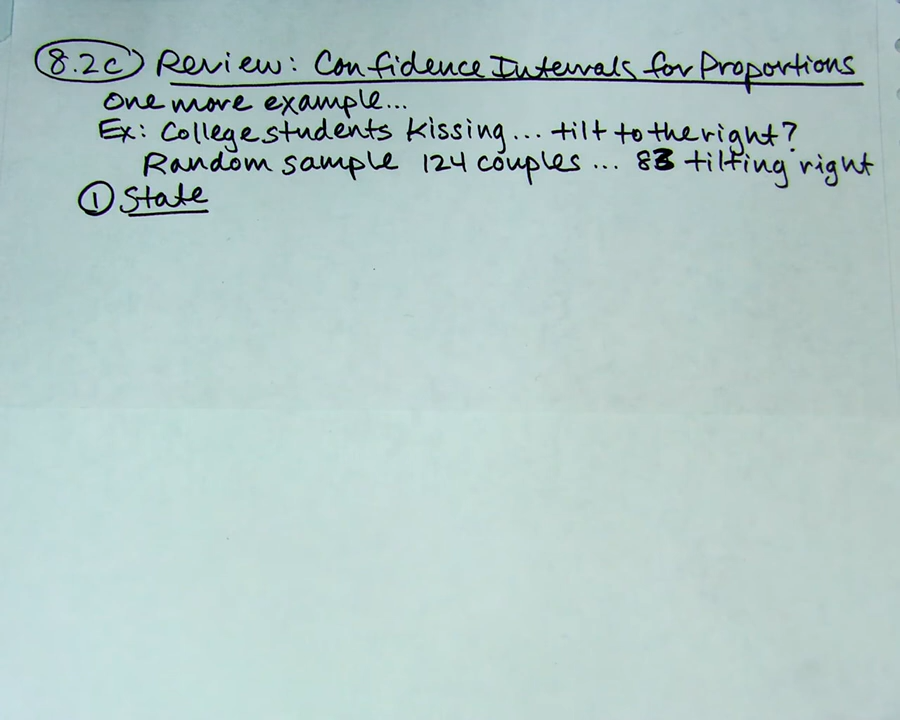 8.2c Review: Confidence Intervals for Proportions
One more example...
Ex: College students kissing... tilt to the right?
Random sample 124 couples... 83 tilting right
① State